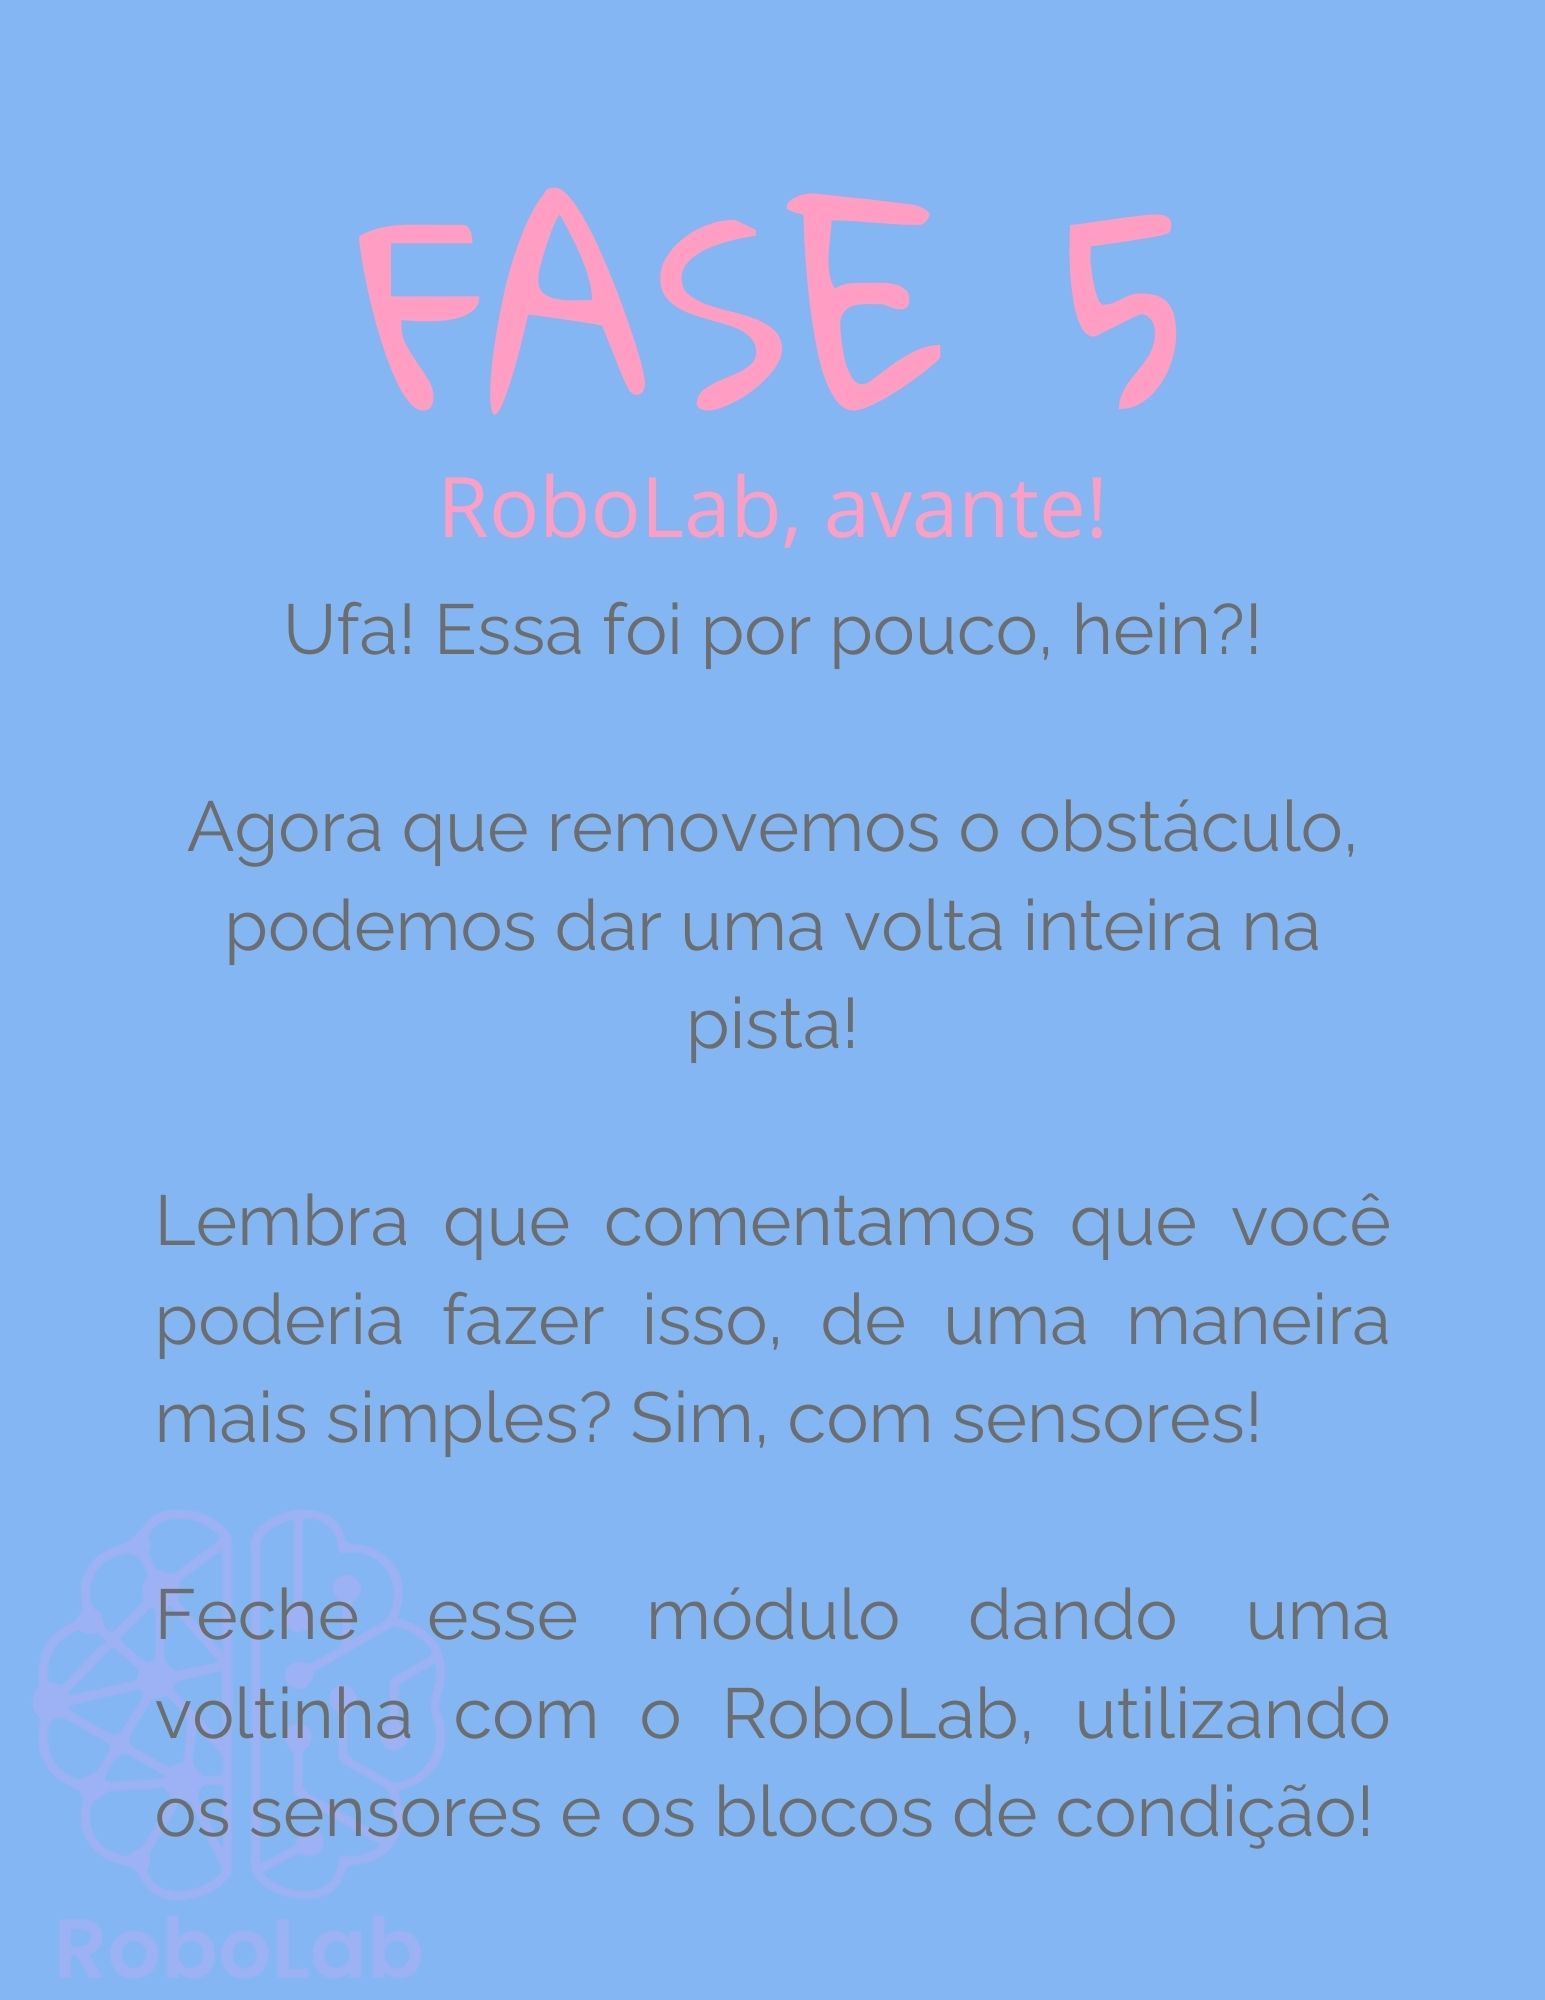 FASE 5
RoboLab, avante!
Ufa! Essa foi por pouco, hein?!
Agora que removemos o obstáculo,
podemos dar uma volta inteira na
pista!
Lembra que comentamos que você
poderia fazer isso, de uma maneira
mais simples? Sim, com sensores!
Feche esse módulo dando uma
voltinha com o RoboLab, utilizando
os sensores e os blocos de condição!
RoboLab